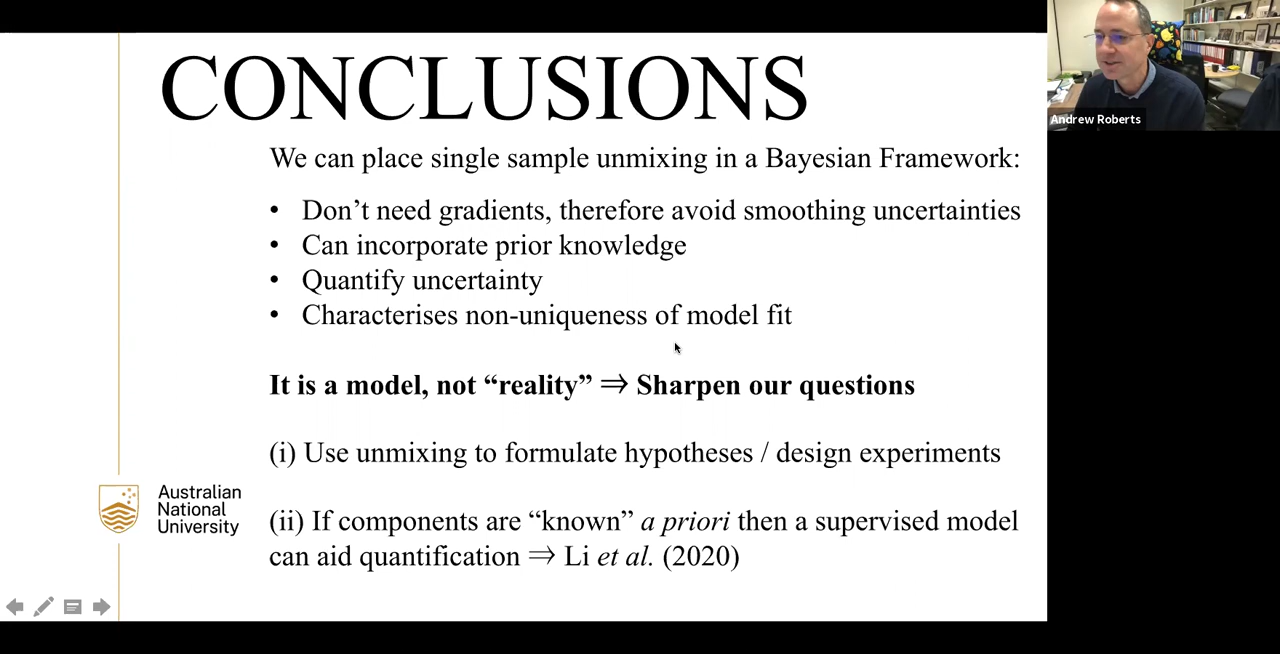 CONCLUSIONS
We can place single sample unmixing in a Bayesian Framework:
• Don’t need gradients, therefore avoid smoothing uncertainties
• Can incorporate prior knowledge
• Quantify uncertainty
• Characterises non-uniqueness of model fit
It is a model, not “reality” ⇒ Sharpen our questions
(i) Use unmixing to formulate hypotheses / design experiments
(ii) If components are “known” a priori then a supervised model
can aid quantification ⇒ Li et al. (2020)
Australian
National
University
Andrew Roberts